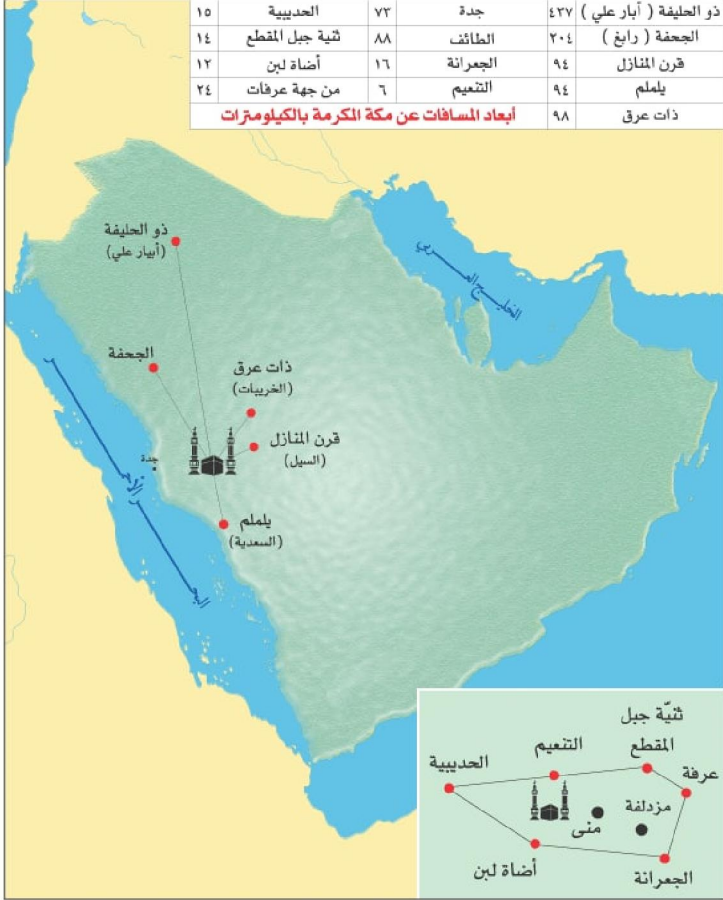 ذو الحليفة ( آبار علي ) ٤٣٧ جدة ٧٣ الحديبية ١٥
الجحفة ( رابغ ) ٢٠٤ الطائف ٨٨ ثنية جبل المقطع ١٤
قرن المنازل ٩٤ الجعرانة ١٦ أضاة لبن ١٢
يلملم ٩٤ التنعيم ٦ من جهة عرفات ٢٤
ذات عرق ٩٨ أبعاد المسافات عن مكة المكرمة بالكيلومترات
ذو الحليفة
(أبيار علي)
الخليج العربي
الجحفة
ذات عرق
(الخريبات)
قرن المنازل
(السيل)
جدة
البحر الأحمر
يلملم
(السعدية)
ثنيّة جبل
المقطع
التنعيم
الحديبية
عرفة
مزدلفة
منى
أضاة لبن
الجعرانة